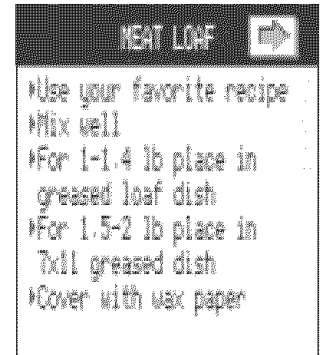 MEAT LOAF
Use your favorite recipe
Mix well
For 1-1.4 lb place in
greased loaf dish
For 1.5-2 lb place in
7x11 greased dish
Cover with wax paper